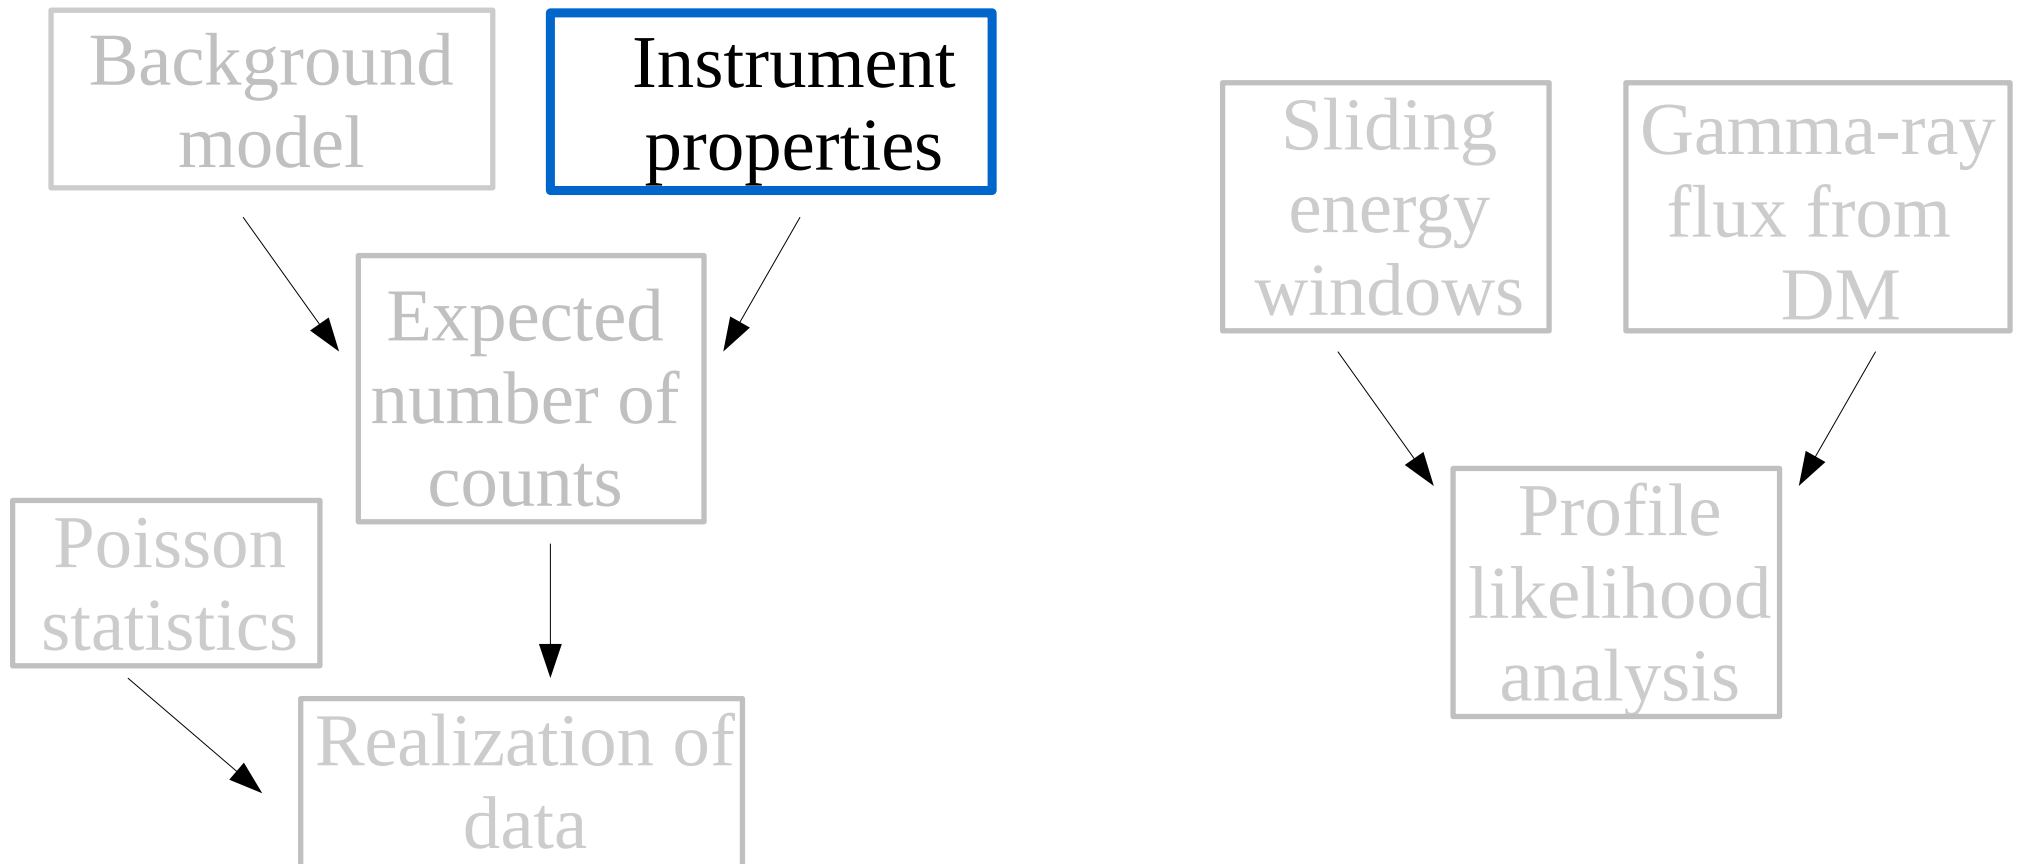 Background
model
Instrument
properties
Sliding
energy
windows
Gamma-ray
flux from
DM
Expected
number of
counts
Poisson
statistics
Profile
likelihood
analysis
Realization of
data